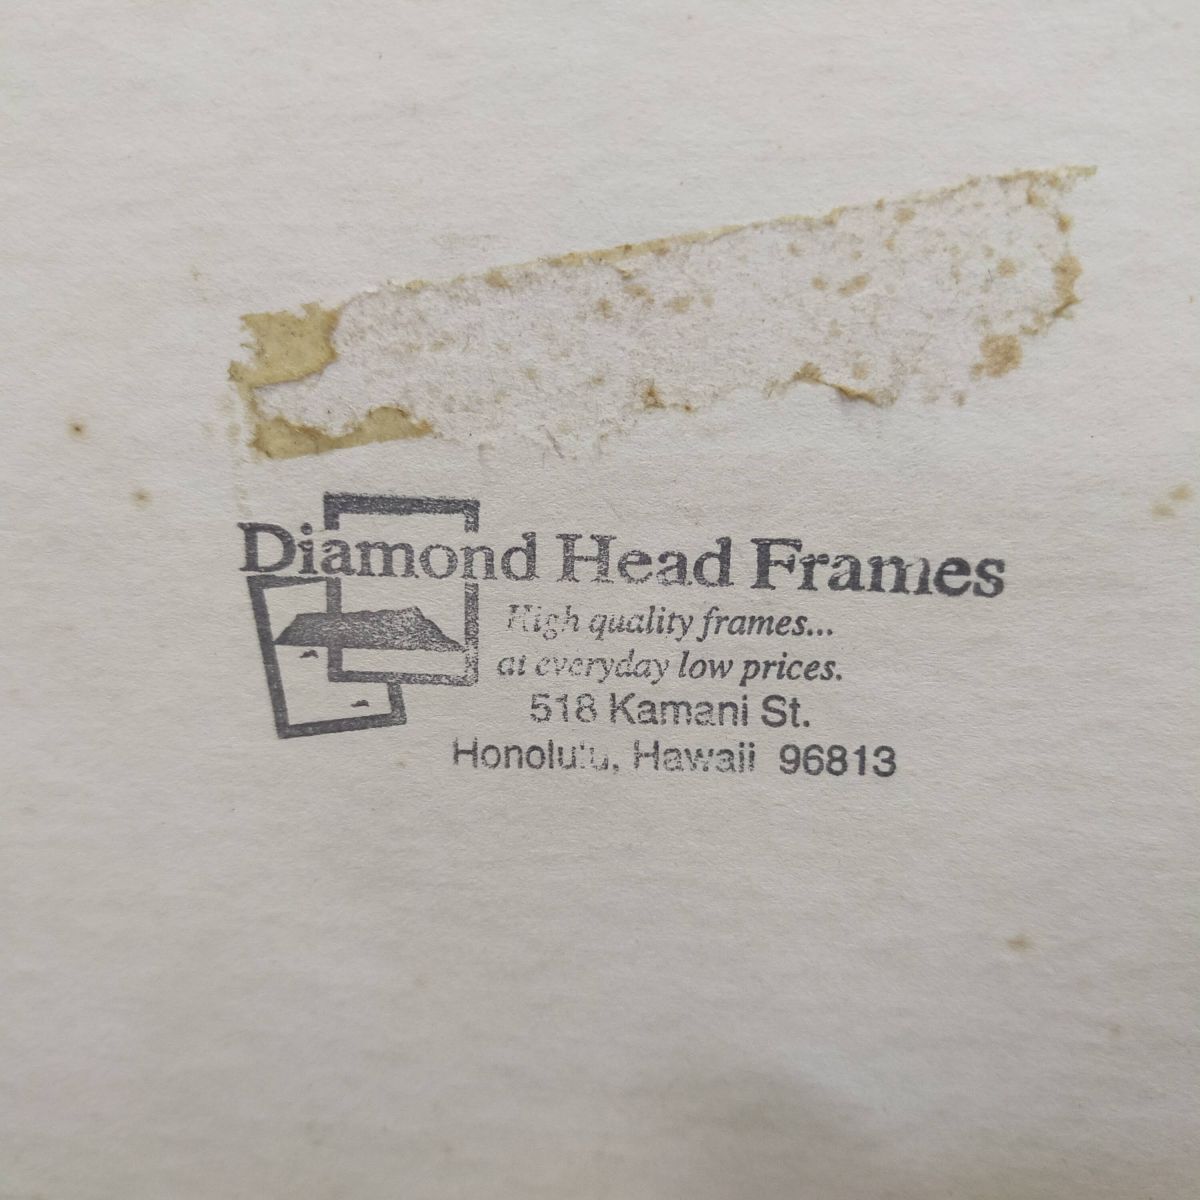 Diamond Head Frames
High quality frames...
at everyday low prices.
518 Kamani St.
Honolulu, Hawaii 96813